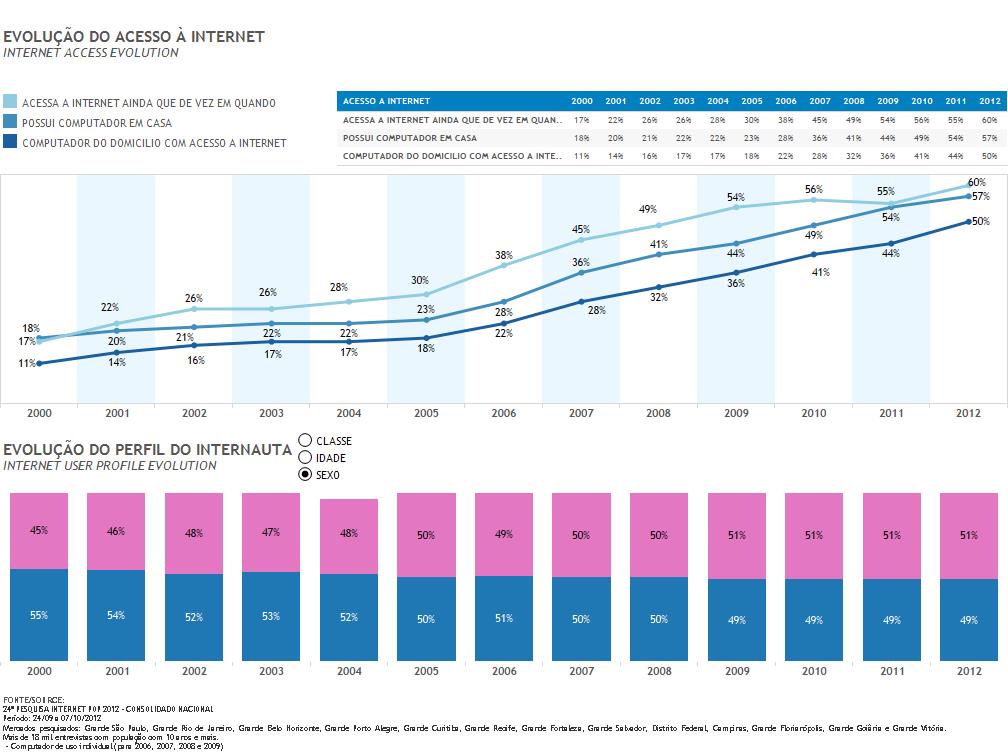 EVOLUÇÃO DO ACESSO À INTERNET
INTERNET ACCESS EVOLUTION
ACESSA A INTERNET AINDA QUE DE VEZ EM QUANDO
POSSUI COMPUTADOR EM CASA
COMPUTADOR DO DOMICILIO COM ACESSO A INTERNET
ACESSO A INTERNET 2000 2001 2002 2003 2004 2005 2006 2007 2008 2009 2010 2011 2012
ACESSA A INTERNET AINDA QUE DE VEZ EM QUAN.. 17% 22% 26% 26% 28% 30% 38% 45% 49% 54% 56% 55% 60%
POSSUI COMPUTADOR EM CASA 18% 20% 21% 22% 22% 23% 28% 36% 41% 44% 49% 54% 57%
COMPUTADOR DO DOMICILIO COM ACESSO A INTE.. 11% 14% 16% 17% 17% 18% 22% 28% 32% 36% 41% 44% 50%
17% 22% 26% 26% 28% 30% 38% 45% 49% 54% 56% 55% 60%
18% 20% 21% 22% 22% 23% 28% 36% 41% 44% 49% 54% 57%
11% 14% 16% 17% 17% 18% 22% 28% 32% 36% 41% 44% 50%
2000 2001 2002 2003 2004 2005 2006 2007 2008 2009 2010 2011 2012
EVOLUÇÃO DO PERFIL DO INTERNAUTA
INTERNET USER PROFILE EVOLUTION
CLASSE
IDADE
SEXO
45% 46% 48% 47% 48% 50% 49% 50% 50% 51% 51% 51% 51%
55% 54% 52% 53% 52% 50% 51% 50% 50% 49% 49% 49% 49%
2000 2001 2002 2003 2004 2005 2006 2007 2008 2009 2010 2011 2012
FONTE/SOURCE:
24ª PESQUISA INTERNET POP 2012 - CONSOLIDADO NACIONAL
Período: 24/09 a 07/10/2012
Mercados pesquisados: Grande São Paulo, Grande Rio de Janeiro, Grande Belo Horizonte, Grande Porto Alegre, Grande Curitiba, Grande Recife, Grande Fortaleza, Grande Salvador, Distrito Federal, Campinas, Grande Florianópolis, Grande Goiânia e Grande Vitória.
Mais de 18 mil entrevistas com população com 10 anos e mais.
- Computador de uso individual (para 2006, 2007, 2008 e 2009)